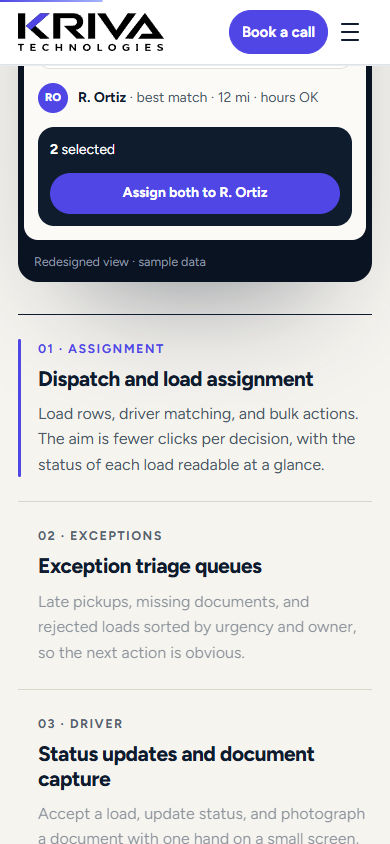 KRIVA
TECHNOLOGIES
Book a call
RO R. Ortiz · best match · 12 mi · hours OK
2 selected
Assign both to R. Ortiz
Redesigned view · sample data
01 · ASSIGNMENT
Dispatch and load assignment
Load rows, driver matching, and bulk actions.
The aim is fewer clicks per decision, with the
status of each load readable at a glance.
02 · EXCEPTIONS
Exception triage queues
Late pickups, missing documents, and
rejected loads sorted by urgency and owner,
so the next action is obvious.
03 · DRIVER
Status updates and document
capture
Accept a load, update status, and photograph
a document with one hand on a small screen.